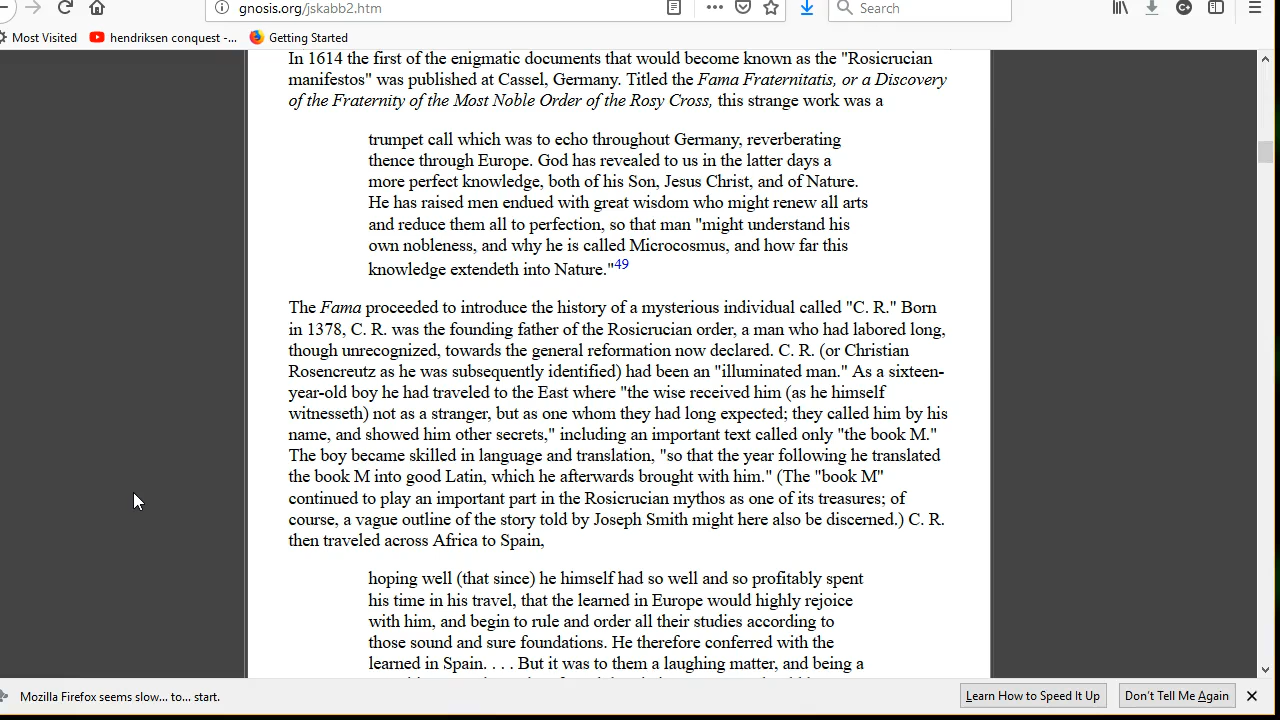 gnosis.org/jskabb2.htm
Search
Most Visited
hendriksen conquest -...
Getting Started
In 1614 the first of the enigmatic documents that would become known as the "Rosicrucian
manifestos" was published at Cassel, Germany. Titled the Fama Fraternitatis, or a Discovery
of the Fraternity of the Most Noble Order of the Rosy Cross, this strange work was a
trumpet call which was to echo throughout Germany, reverberating
thence through Europe. God has revealed to us in the latter days a
more perfect knowledge, both of his Son, Jesus Christ, and of Nature.
He has raised men endued with great wisdom who might renew all arts
and reduce them all to perfection, so that man "might understand his
own nobleness, and why he is called Microcosmus, and how far this
knowledge extendeth into Nature."49
The Fama proceeded to introduce the history of a mysterious individual called "C. R." Born
in 1378, C. R. was the founding father of the Rosicrucian order, a man who had labored long,
though unrecognized, towards the general reformation now declared. C. R. (or Christian
Rosencreutz as he was subsequently identified) had been an "illuminated man." As a sixteen-
year-old boy he had traveled to the East where "the wise received him (as he himself
witnesseth) not as a stranger, but as one whom they had long expected; they called him by his
name, and showed him other secrets," including an important text called only "the book M."
The boy became skilled in language and translation, "so that the year following he translated
the book M into good Latin, which he afterwards brought with him." (The "book M"
continued to play an important part in the Rosicrucian mythos as one of its treasures; of
course, a vague outline of the story told by Joseph Smith might here also be discerned.) C. R.
then traveled across Africa to Spain,
hoping well (that since) he himself had so well and so profitably spent
his time in his travel, that the learned in Europe would highly rejoice
with him, and begin to rule and order all their studies according to
those sound and sure foundations. He therefore conferred with the
learned in Spain. . . . But it was to them a laughing matter, and being a
Mozilla Firefox seems slow... to... start.
Learn How to Speed It Up
Don't Tell Me Again